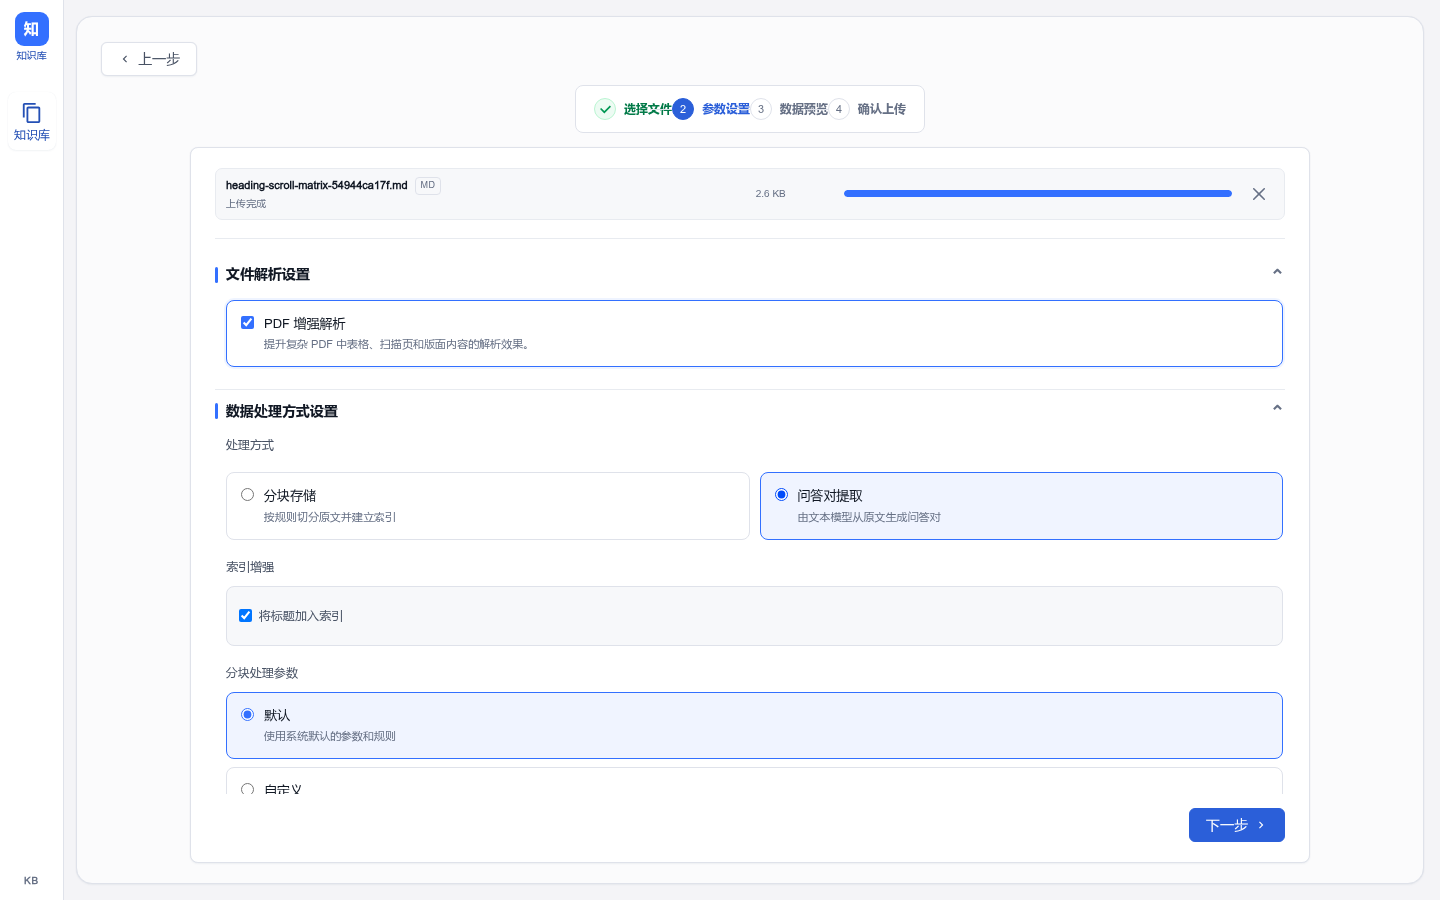 知
知识库
知识库
KB
上一步
选择文件 2 参数设置 3 数据预览 4 确认上传
heading-scroll-matrix-54944ca17f.md MD
上传完成
2.6 KB
文件解析设置
PDF 增强解析
提升复杂 PDF 中表格、扫描页和版面内容的解析效果。
数据处理方式设置
处理方式
分块存储
按规则切分原文并建立索引
问答对提取
由文本模型从原文生成问答对
索引增强
将标题加入索引
分块处理参数
默认
使用系统默认的参数和规则
自定义
下一步